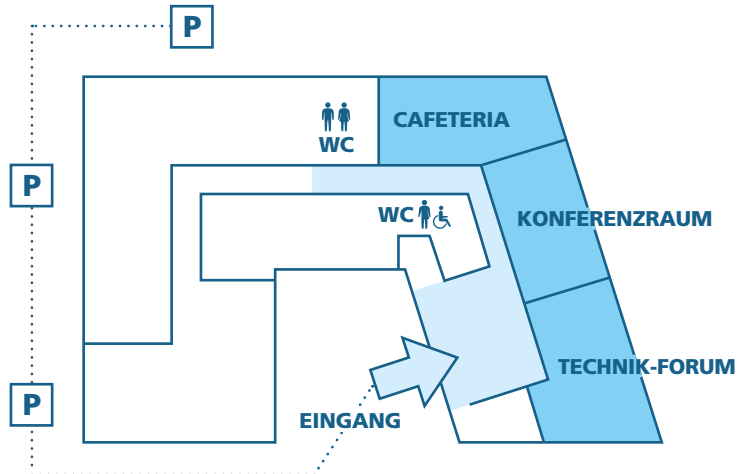 P
CAFETERIA
WC
P
WC
KONFERENZRAUM
TECHNIK-FORUM
P
EINGANG